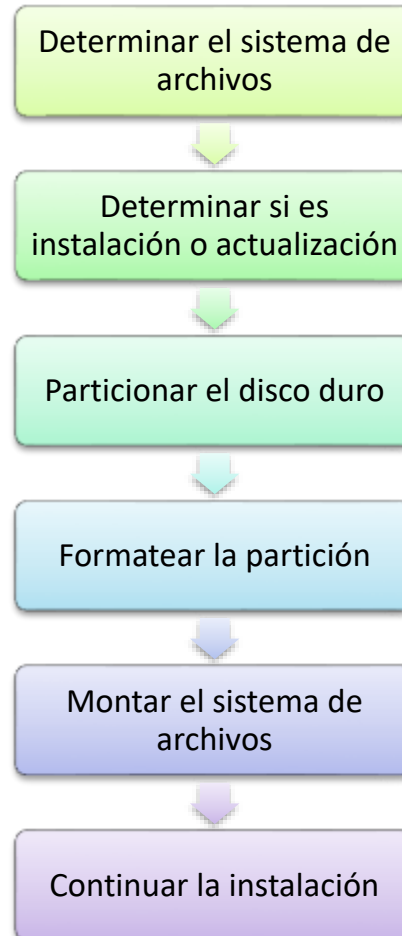 Determinar el sistema de
archivos
Determinar si es
instalación o actualización
Particionar el disco duro
Formatear la partición
Montar el sistema de
archivos
Continuar la instalación